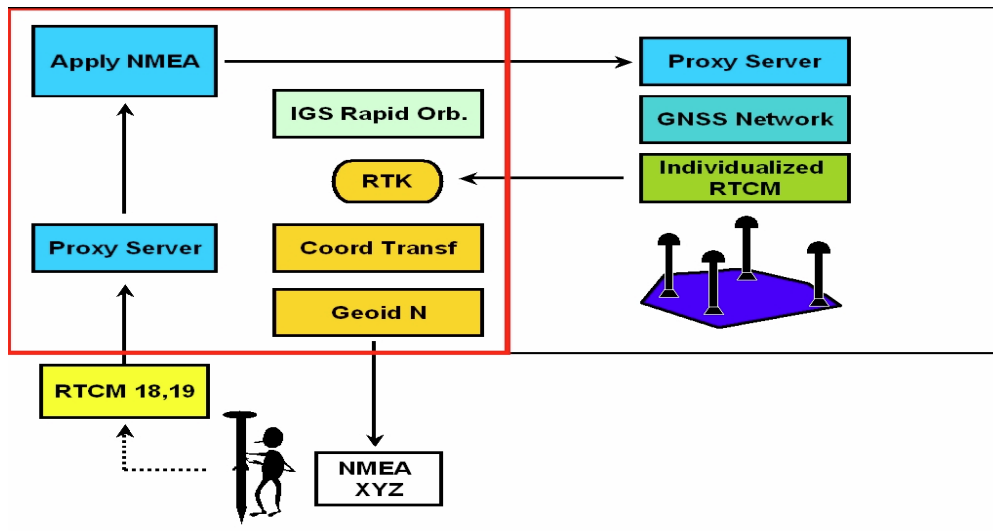 Apply NMEA
Proxy Server
IGS Rapid Orb.
GNSS Network
RTK
Individualized
RTCM
Proxy Server
Coord Transf
Geoid N
RTCM 18,19
NMEA
XYZ